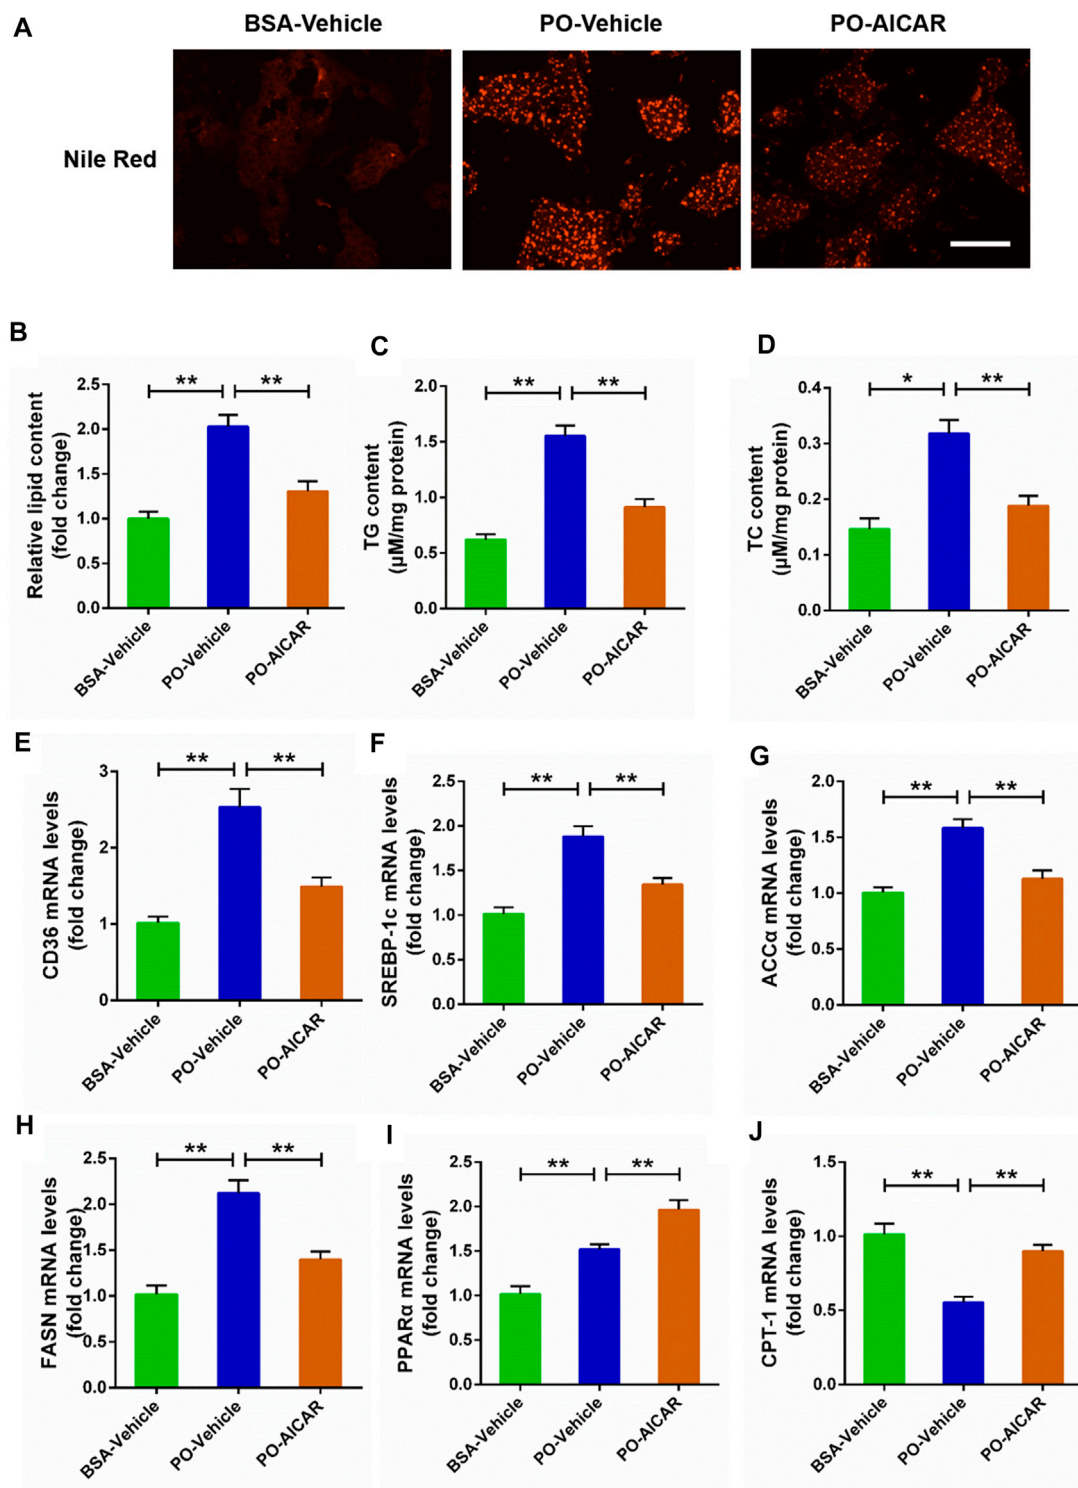 A
BSA-Vehicle
PO-Vehicle
PO-AICAR
Nile Red
B
Relative lipid content
(fold change)
2.5
2.0
1.5
1.0
0.5
0.0
**
**
BSA-Vehicle
PO-Vehicle
PO-AICAR
C
TG content
(µM/mg protein)
2.0
1.5
1.0
0.5
0.0
**
**
BSA-Vehicle
PO-Vehicle
PO-AICAR
D
TC content
(µM/mg protein)
0.4
0.3
0.2
0.1
0.0
*
**
BSA-Vehicle
PO-Vehicle
PO-AICAR
E
CD36 mRNA levels
(fold change)
3
2
1
0
**
**
BSA-Vehicle
PO-Vehicle
PO-AICAR
F
SREBP-1c mRNA levels
(fold change)
2.5
2.0
1.5
1.0
0.5
0.0
**
**
BSA-Vehicle
PO-Vehicle
PO-AICAR
G
ACCα mRNA levels
(fold change)
2.0
1.5
1.0
0.5
0.0
**
**
BSA-Vehicle
PO-Vehicle
PO-AICAR
H
FASN mRNA levels
(fold change)
2.5
2.0
1.5
1.0
0.5
0.0
**
**
BSA-Vehicle
PO-Vehicle
PO-AICAR
I
PPARα mRNA levels
(fold change)
2.5
2.0
1.5
1.0
0.5
0.0
**
**
BSA-Vehicle
PO-Vehicle
PO-AICAR
J
CPT-1 mRNA levels
(fold change)
1.5
1.0
0.5
0.0
**
**
BSA-Vehicle
PO-Vehicle
PO-AICAR